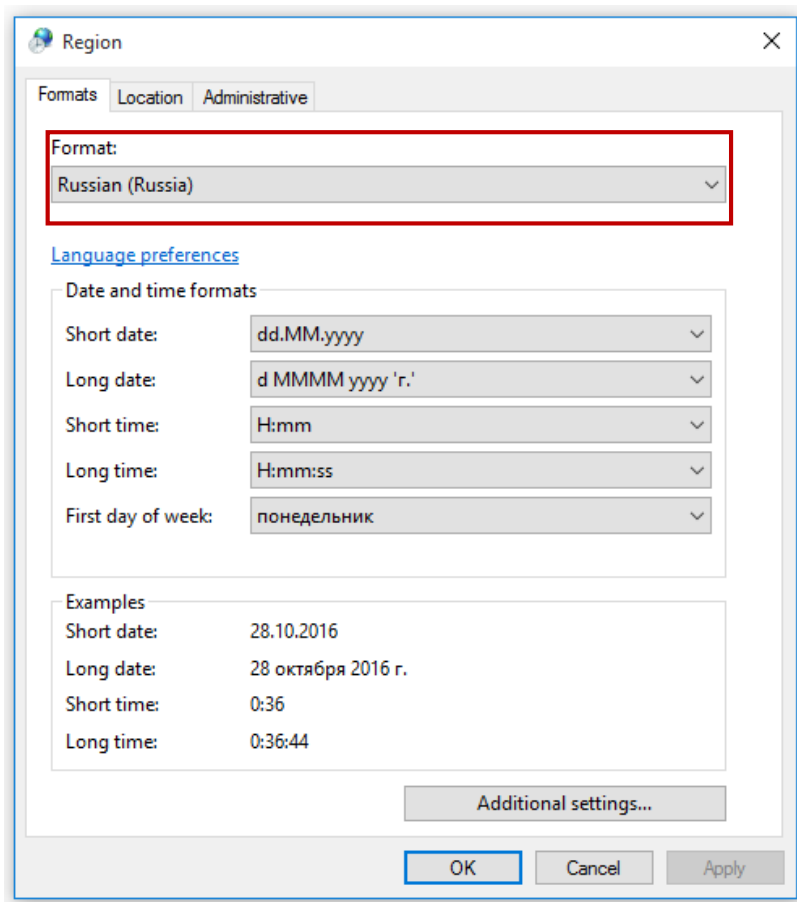 Region
Formats Location Administrative
Format:
Russian (Russia)
Language preferences
Date and time formats
Short date: dd.MM.yyyy
Long date: d MMMM yyyy 'г.'
Short time: H:mm
Long time: H:mm:ss
First day of week: понедельник
Examples
Short date: 28.10.2016
Long date: 28 октября 2016 г.
Short time: 0:36
Long time: 0:36:44
Additional settings...
OK Cancel Apply